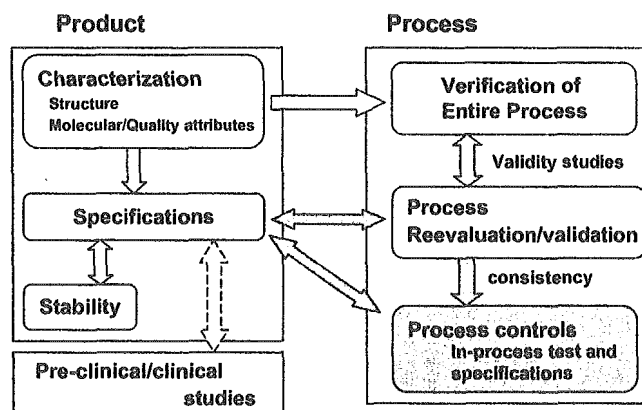 Product
Characterization
Structure
Molecular/Quality attributes
Specifications
Stability
Pre-clinical/clinical
studies
Process
Verification of
Entire Process
Validity studies
Process
Reevaluation/validation
consistency
Process controls
In-process test and
specifications